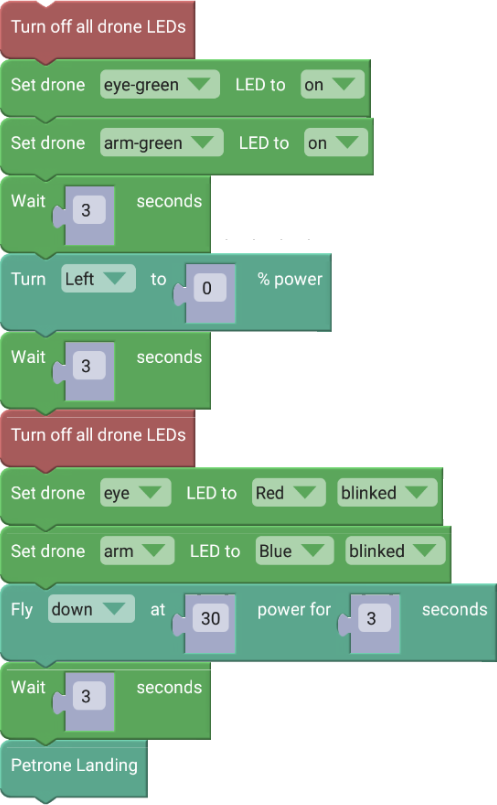 Turn off all drone LEDs
Set drone eye-green LED to on
Set drone arm-green LED to on
Wait 3 seconds
Turn Left to 0 % power
Wait 3 seconds
Turn off all drone LEDs
Set drone eye LED to Red blinked
Set drone arm LED to Blue blinked
Fly down at 30 power for 3 seconds
Wait 3 seconds
Petrone Landing